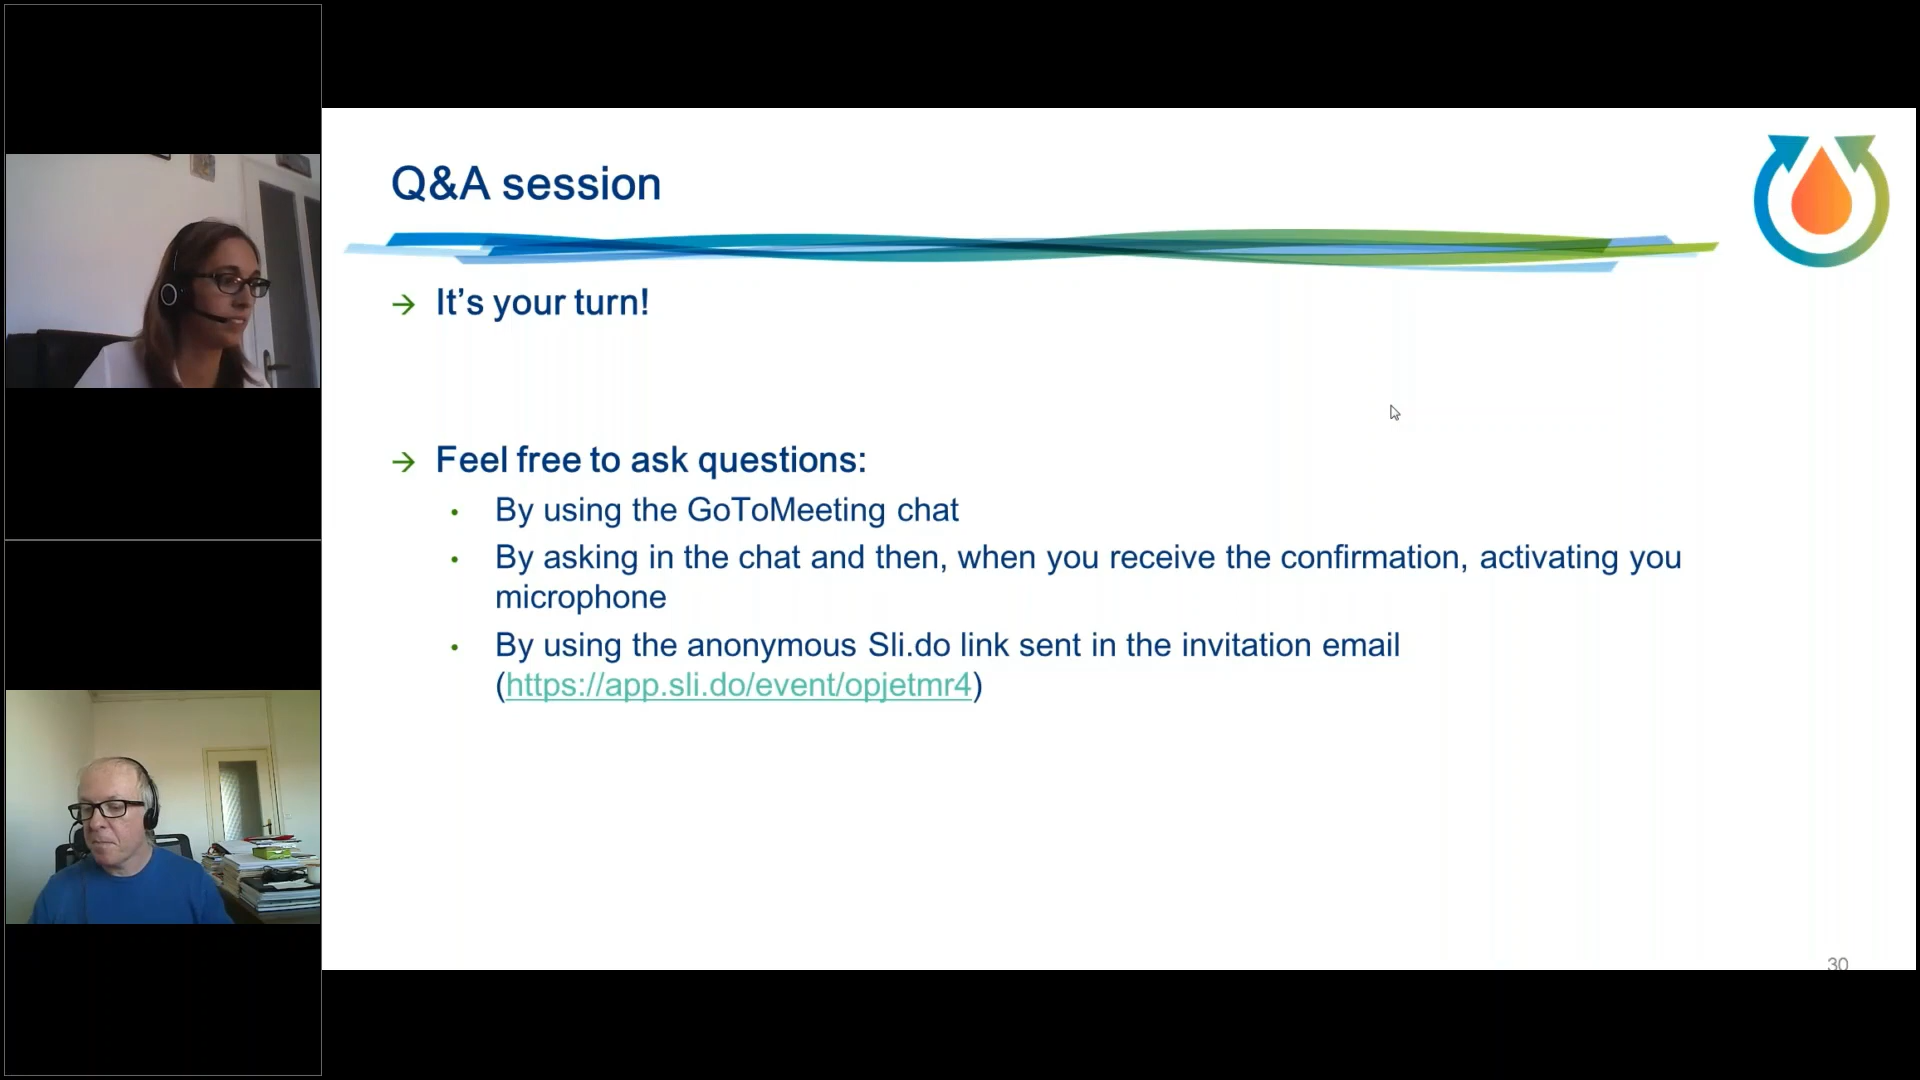 Q&A session
→ It’s your turn!
→ Feel free to ask questions:
• By using the GoToMeeting chat
• By asking in the chat and then, when you receive the confirmation, activating you
microphone
• By using the anonymous Sli.do link sent in the invitation email
(https://app.sli.do/event/opjetmr4)
30